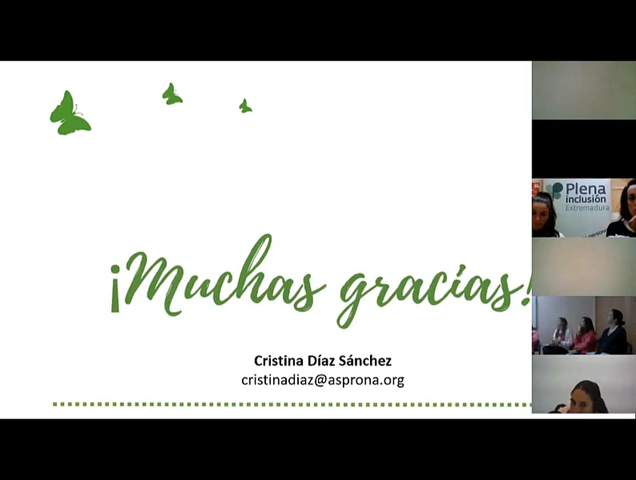 ¡Muchas gracias!
Cristina Díaz Sánchez
cristinadiaz@asprona.org
Plena
inclusión
Extremadura